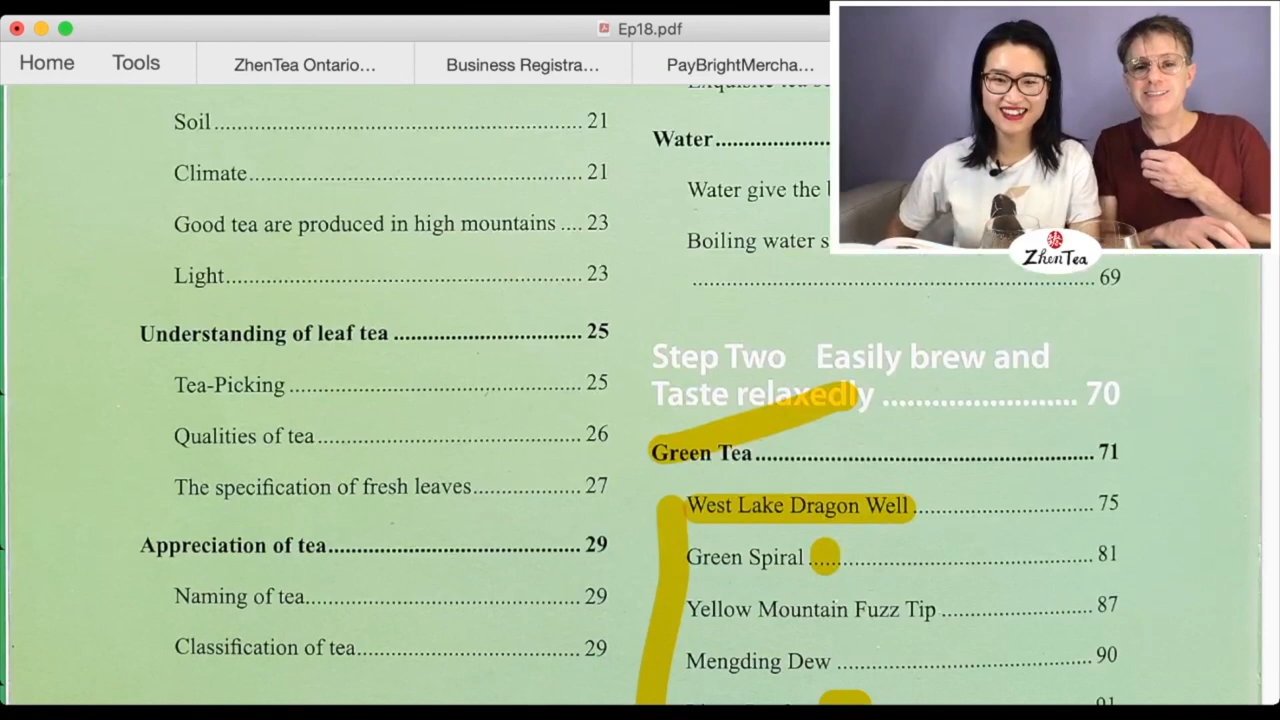 Ep18.pdf
Home
Tools
ZhenTea Ontario...
Business Registra...
PayBrightMercha...
Soil 21
Climate 21
Good tea are produced in high mountains .... 23
Light 23
Understanding of leaf tea 25
Tea-Picking 25
Qualities of tea 26
The specification of fresh leaves 27
Appreciation of tea 29
Naming of tea 29
Classification of tea 29
Water
Water give the
Boiling water
69
Step Two Easily brew and
Taste relaxedly 70
Green Tea 71
West Lake Dragon Well 75
Green Spiral 81
Yellow Mountain Fuzz Tip 87
Mengding Dew 90
ZhenTea